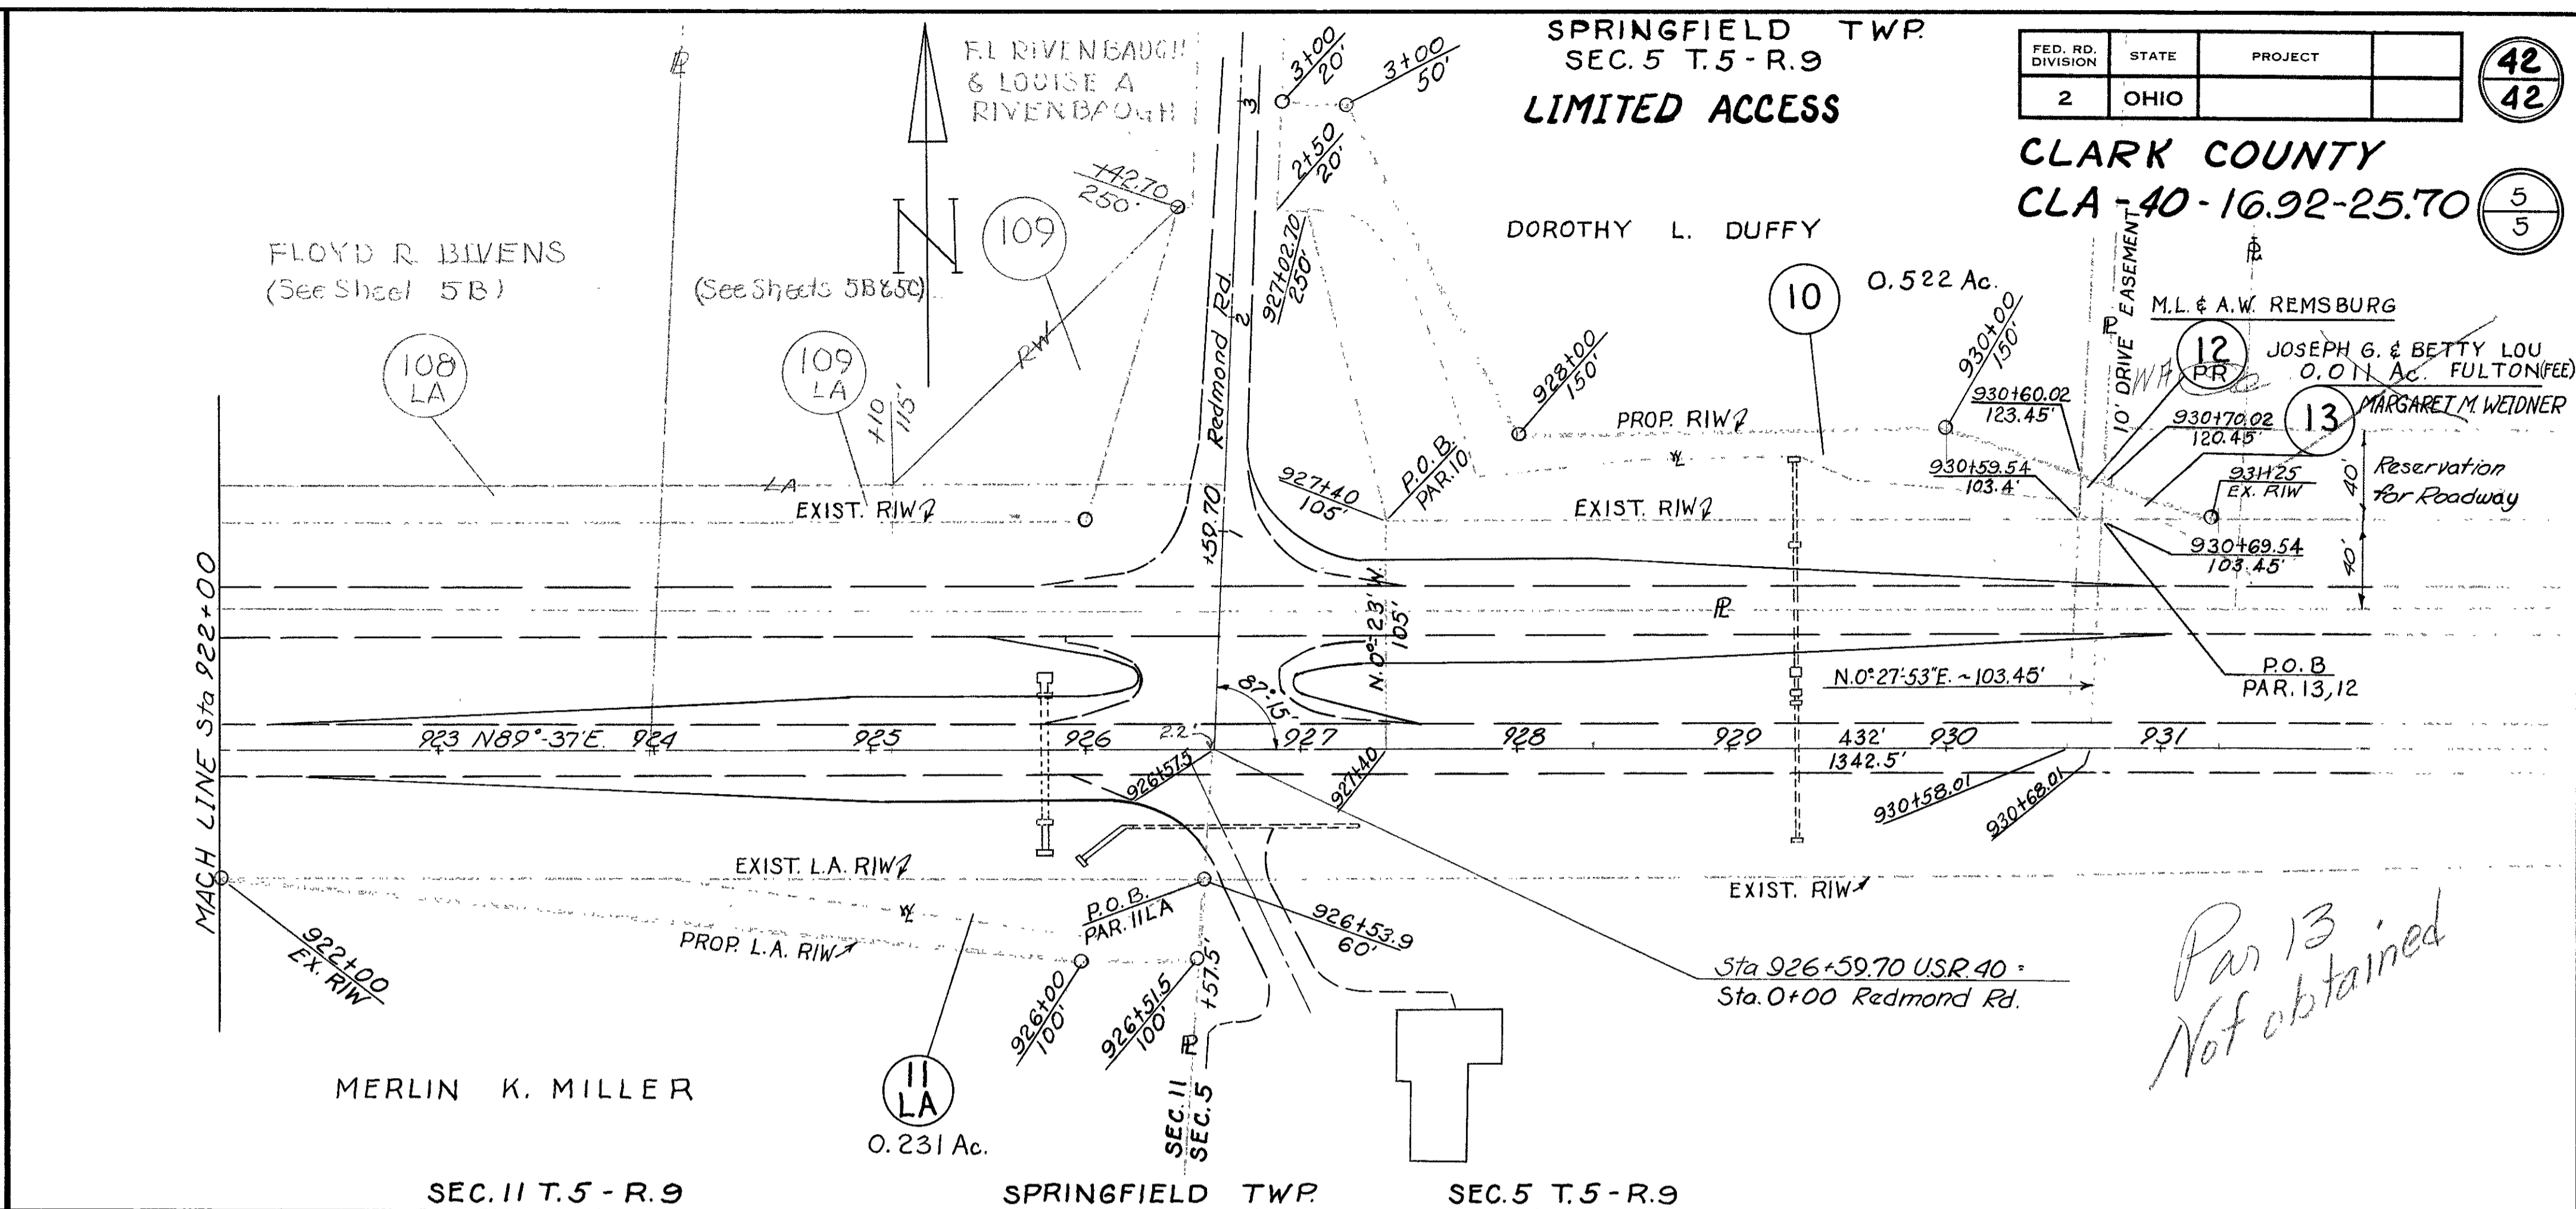 SPRINGFIELD TWP.
SEC. 5 T. 5 - R. 9
LIMITED ACCESS
FED. RD. DIVISION
STATE
PROJECT
2
OHIO
42
42
CLARK COUNTY
CLA - 40 - 16.92-25.70
5
5
F.L RIVENBAUGH
& LOUISE A
RIVENBAUGH
3+00
20'
3+00
50'
2+50
20'
+42.70
250'
927+02.70
250'
N
109
FLOYD R. BIVENS
(See Sheet 5B)
(See Sheets 5B&5C)
108
LA
109
LA
+10
115'
R/W
Redmond Rd.
3
2
1
+59.70
DOROTHY L. DUFFY
10
0.522 Ac.
928+00
150'
930+00
150'
930+60.02
123.45'
10' DRIVE EASEMENT
M.L. & A.W. REMSBURG
12
PR
JOSEPH G. & BETTY LOU
0.011 Ac. FULTON(FEE)
13
MARGARET M. WEIDNER
930+70.02
120.45'
930+59.54
103.4'
931+25
EX. R/W
40'
Reservation
for Roadway
40'
930+69.54
103.45'
PROP. R/W
EXIST. R/W
LA
EXIST. R/W
927+40
105'
P.O.B.
PAR. 10
N. 0°-23' W.
105'
N.0°-27'-53"E. ~ 103.45'
P.O.B
PAR. 13,12
87°-15'
MACH LINE Sta 922+00
923 N89°-37'E. 924 925 926 2.2' 927 928 929 432' 930 931
1342.5'
926+57.5
927+40
930+58.01
930+68.01
EXIST. L.A. R/W
PROP. L.A. R/W
P.O.B.
PAR. 11LA
926+53.9
60'
EXIST. R/W
922+00
EX. R/W
926+00
100'
926+51.5
100'
+57.5'
Sta 926+59.70 U.S.R. 40 =
Sta. 0+00 Redmond Rd.
Par 13
Not obtained
MERLIN K. MILLER
11
LA
0.231 Ac.
SEC. 11
SEC. 5
SEC. 11 T. 5 - R. 9
SPRINGFIELD TWP.
SEC. 5 T. 5 - R. 9